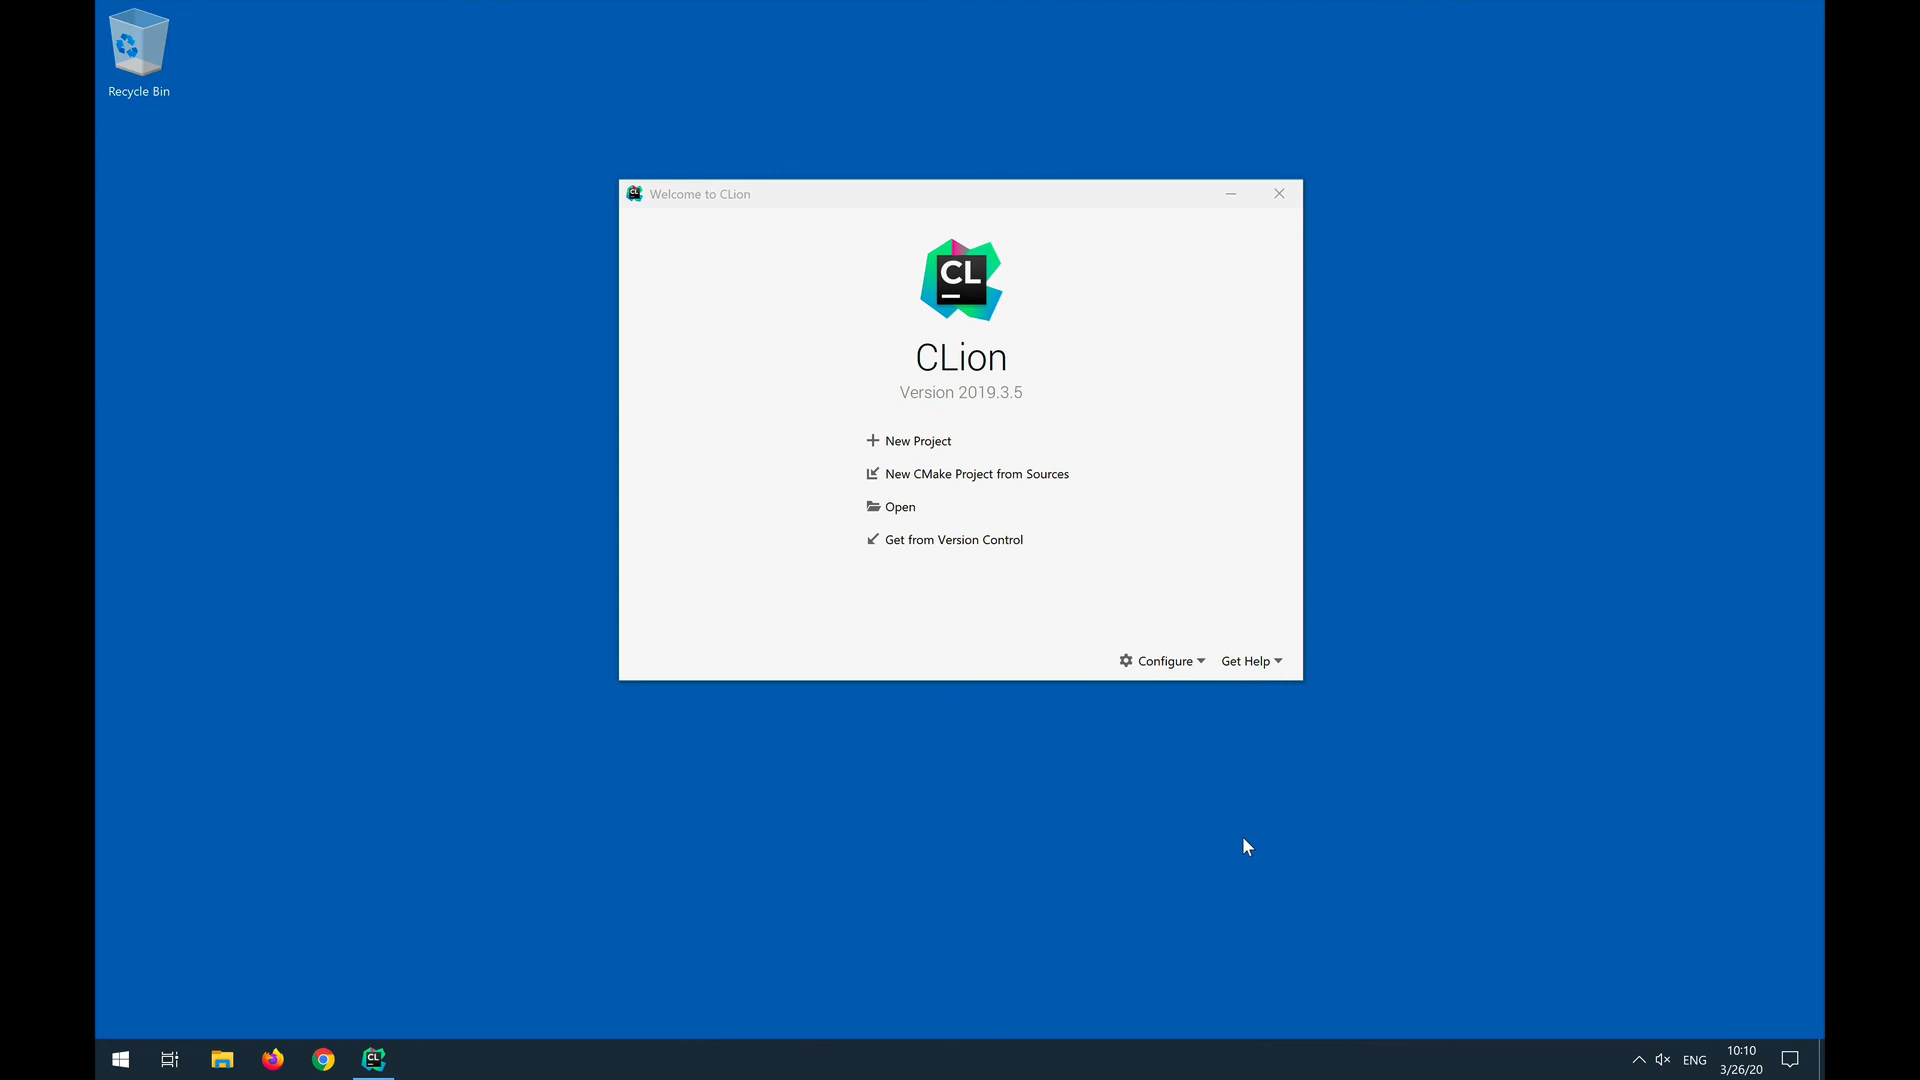 Recycle Bin
Welcome to CLion
CL
CLion
Version 2019.3.5
New Project
New CMake Project from Sources
Open
Get from Version Control
Configure
Get Help
CL
ENG
10:10
3/26/20